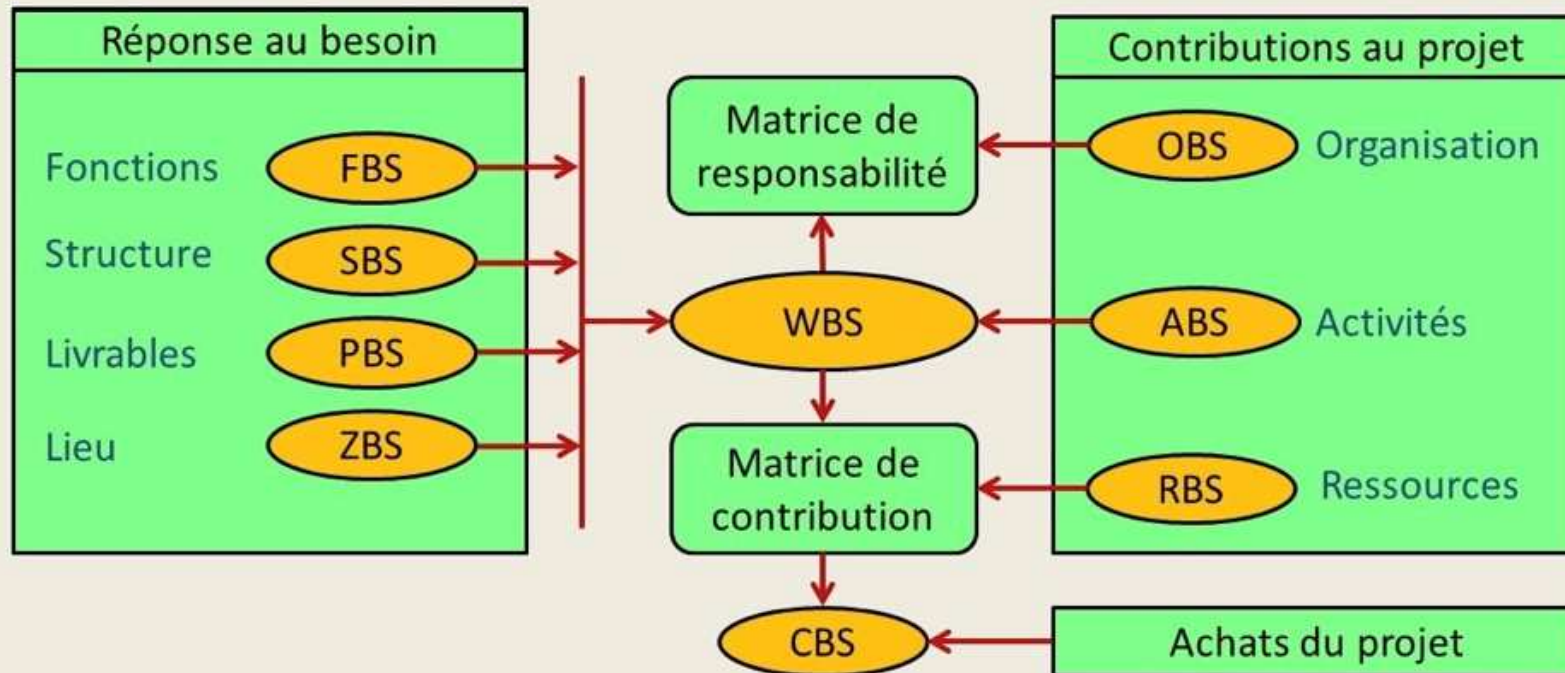 Réponse au besoin
Fonctions FBS
Structure SBS
Livrables PBS
Lieu ZBS
Matrice de
responsabilité
WBS
Matrice de
contribution
CBS
Contributions au projet
OBS Organisation
ABS Activités
RBS Ressources
Achats du projet